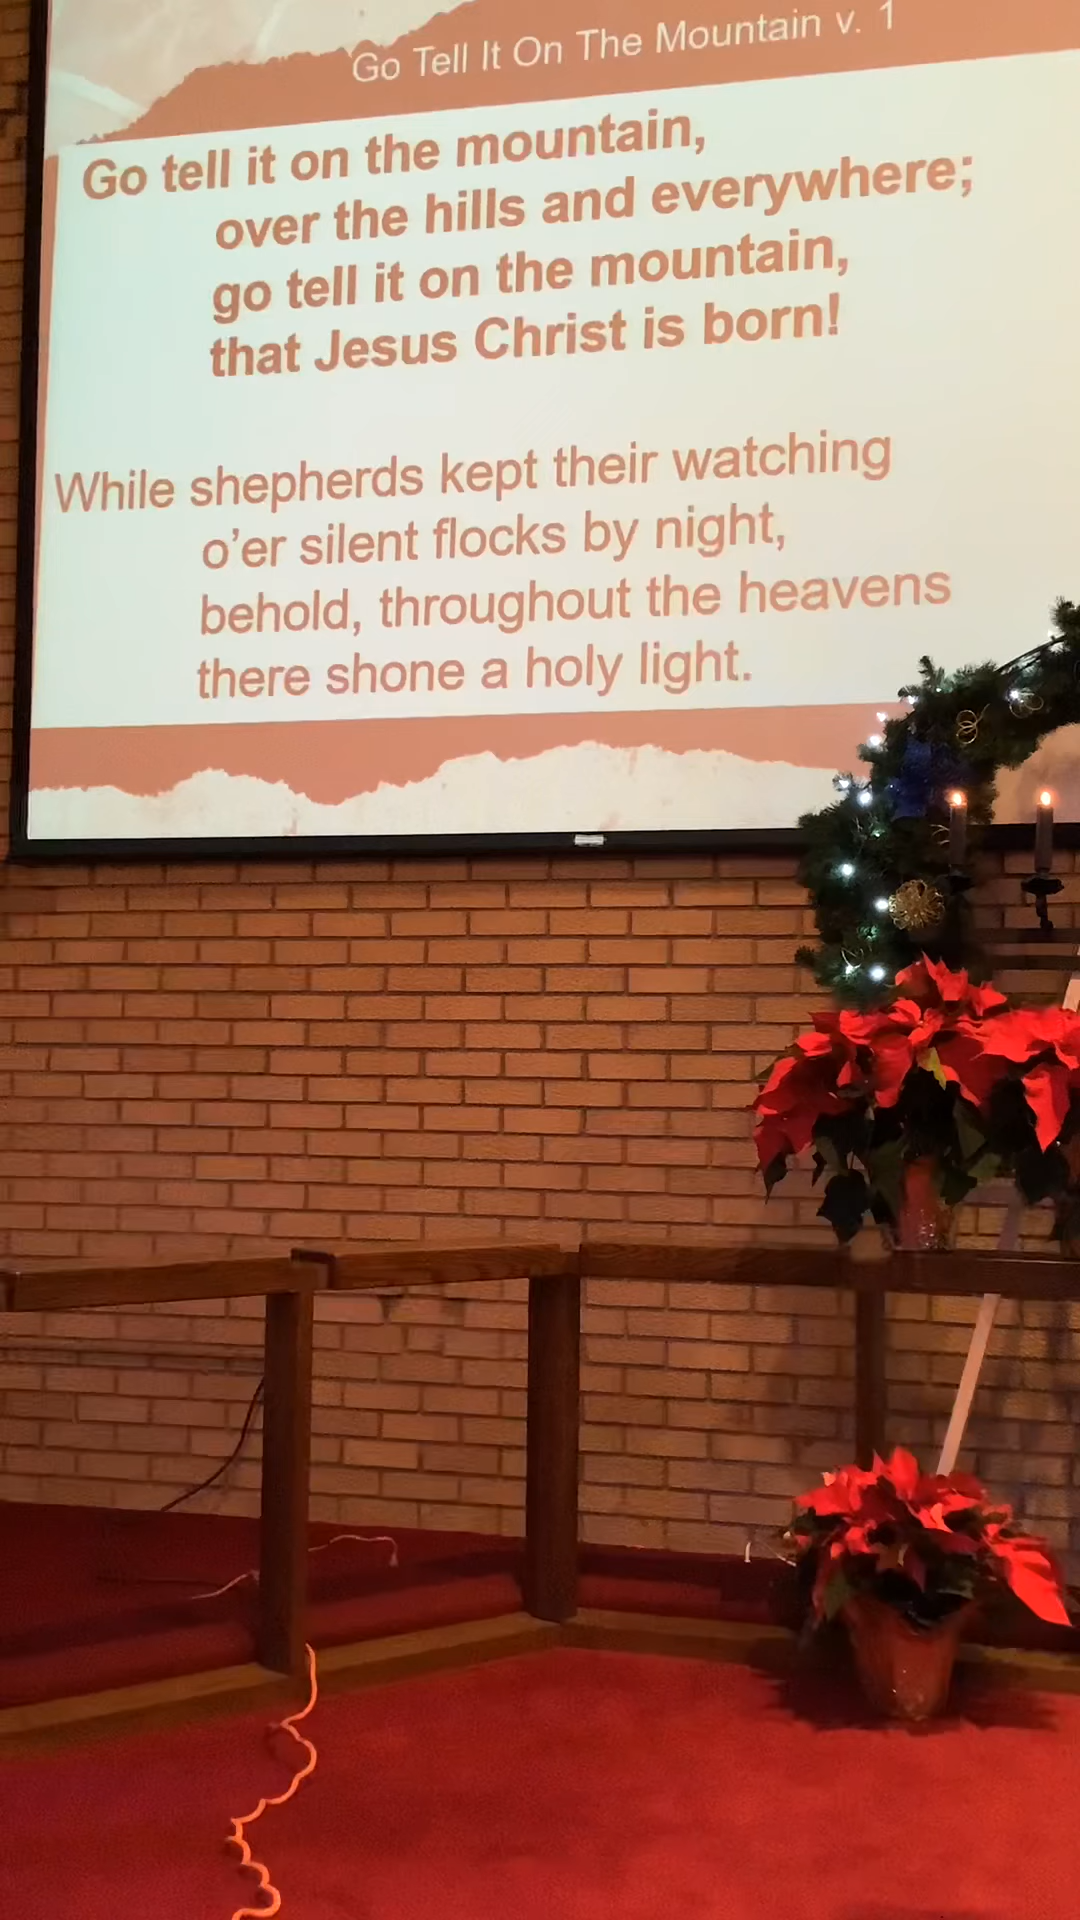 Go Tell It On The Mountain v. 1
Go tell it on the mountain,
over the hills and everywhere;
go tell it on the mountain,
that Jesus Christ is born!
While shepherds kept their watching
o’er silent flocks by night,
behold, throughout the heavens
there shone a holy light.